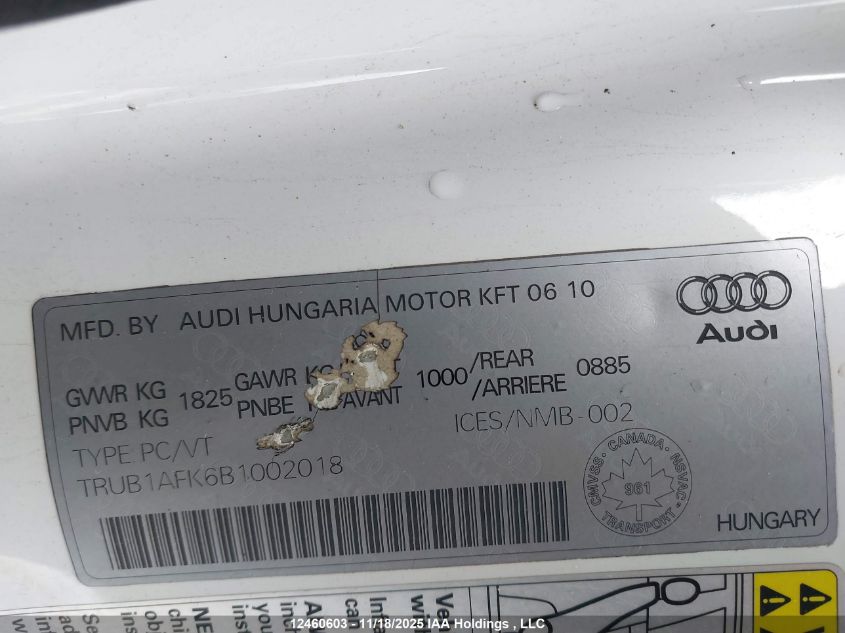 MFD. BY AUDI HUNGARIA MOTOR KFT 06 10
Audi
GVWR KG 1825 GAWR KG 1000 /REAR 0885
PNVB KG PNBE AVANT /ARRIERE
ICES/NMB-002
TYPE PC/VT
TRUB1AFK6B1002018
CANADA
CMVSS NSVAC
961
TRANSPORT
HUNGARY
12460603 - 11/18/2025 IAA Holdings , LLC